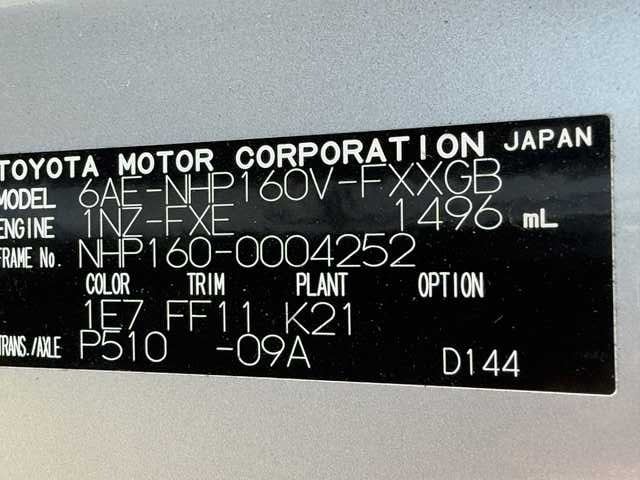 TOYOTA MOTOR CORPORATION JAPAN
MODEL 6AE-NHP160V-FXXGB
ENGINE 1NZ-FXE 1496 mL
FRAME No. NHP160-0004252
COLOR TRIM PLANT OPTION
1E7 FF11 K21
TRANS./AXLE P510 -09A D144